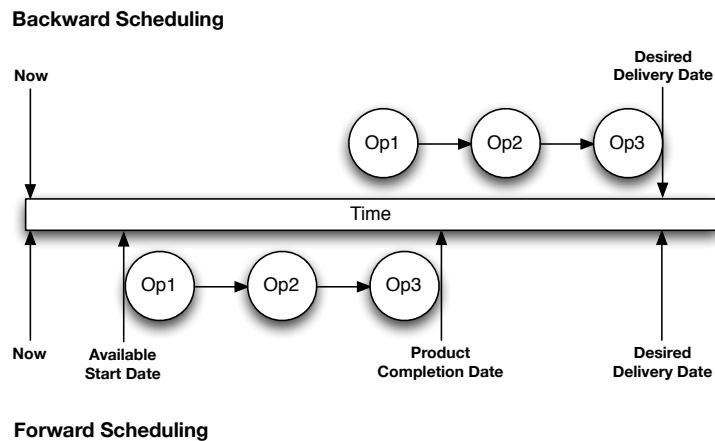 Backward Scheduling
Now
Desired
Delivery Date
Op1
Op2
Op3
Time
Op1
Op2
Op3
Now
Available
Start Date
Product
Completion Date
Desired
Delivery Date
Forward Scheduling